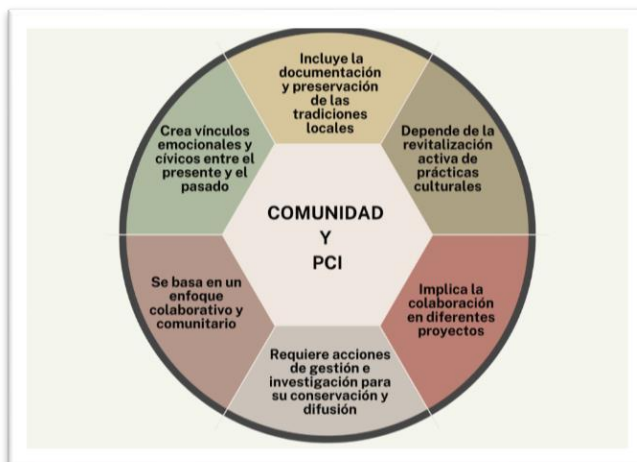 Incluye la
documentación
y preservación
de las
tradiciones
locales
Depende de la
revitalización
activa de
prácticas
culturales
Implica la
colaboración
en diferentes
proyectos
Requiere acciones
de gestión e
investigación para
su conservación y
difusión
Se basa en un
enfoque
colaborativo y
comunitario
Crea vínculos
emocionales y
cívicos entre el
presente y el
pasado
COMUNIDAD
Y
PCI